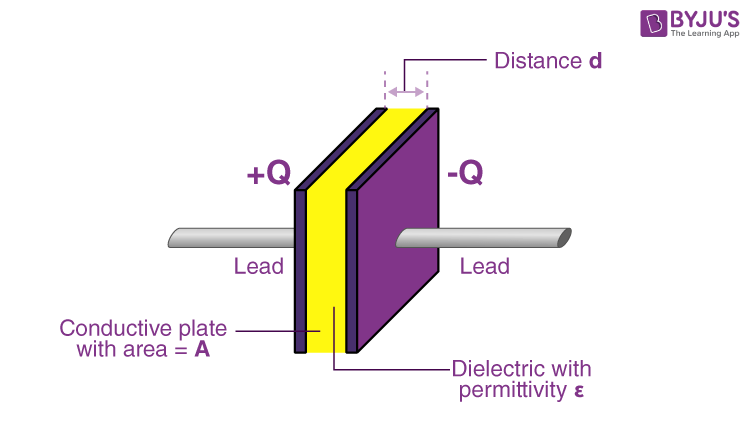 BYJU'S
The Learning App
Distance d
+Q
-Q
Lead
Lead
Conductive plate
with area = A
Dielectric with
permittivity ε